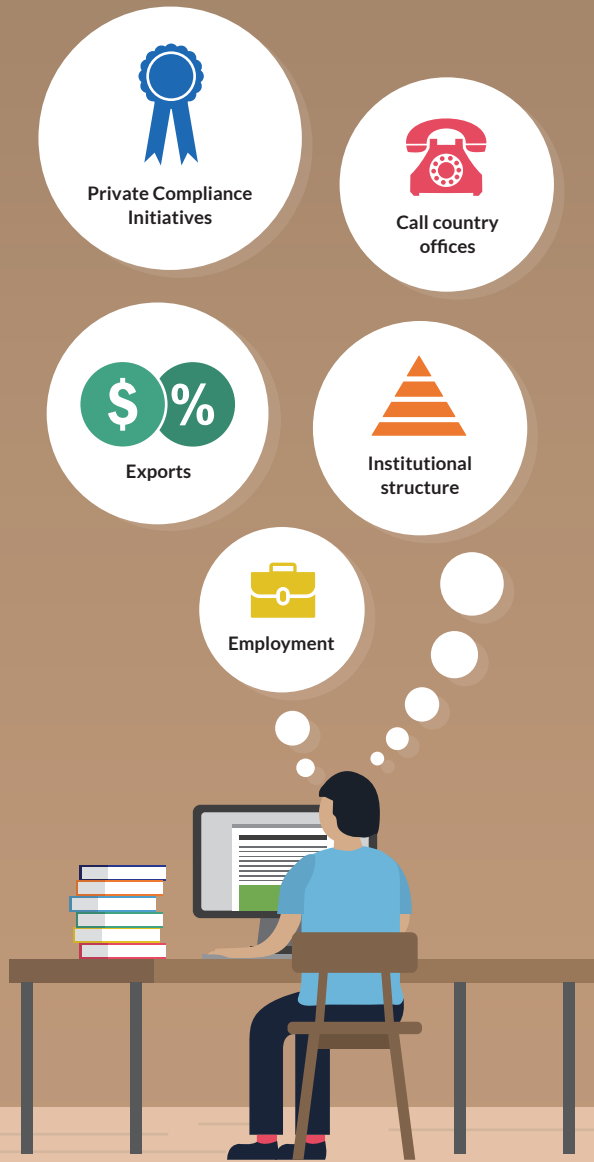 Private Compliance
Initiatives
Call country
offices
$ %
Exports
Institutional
structure
Employment